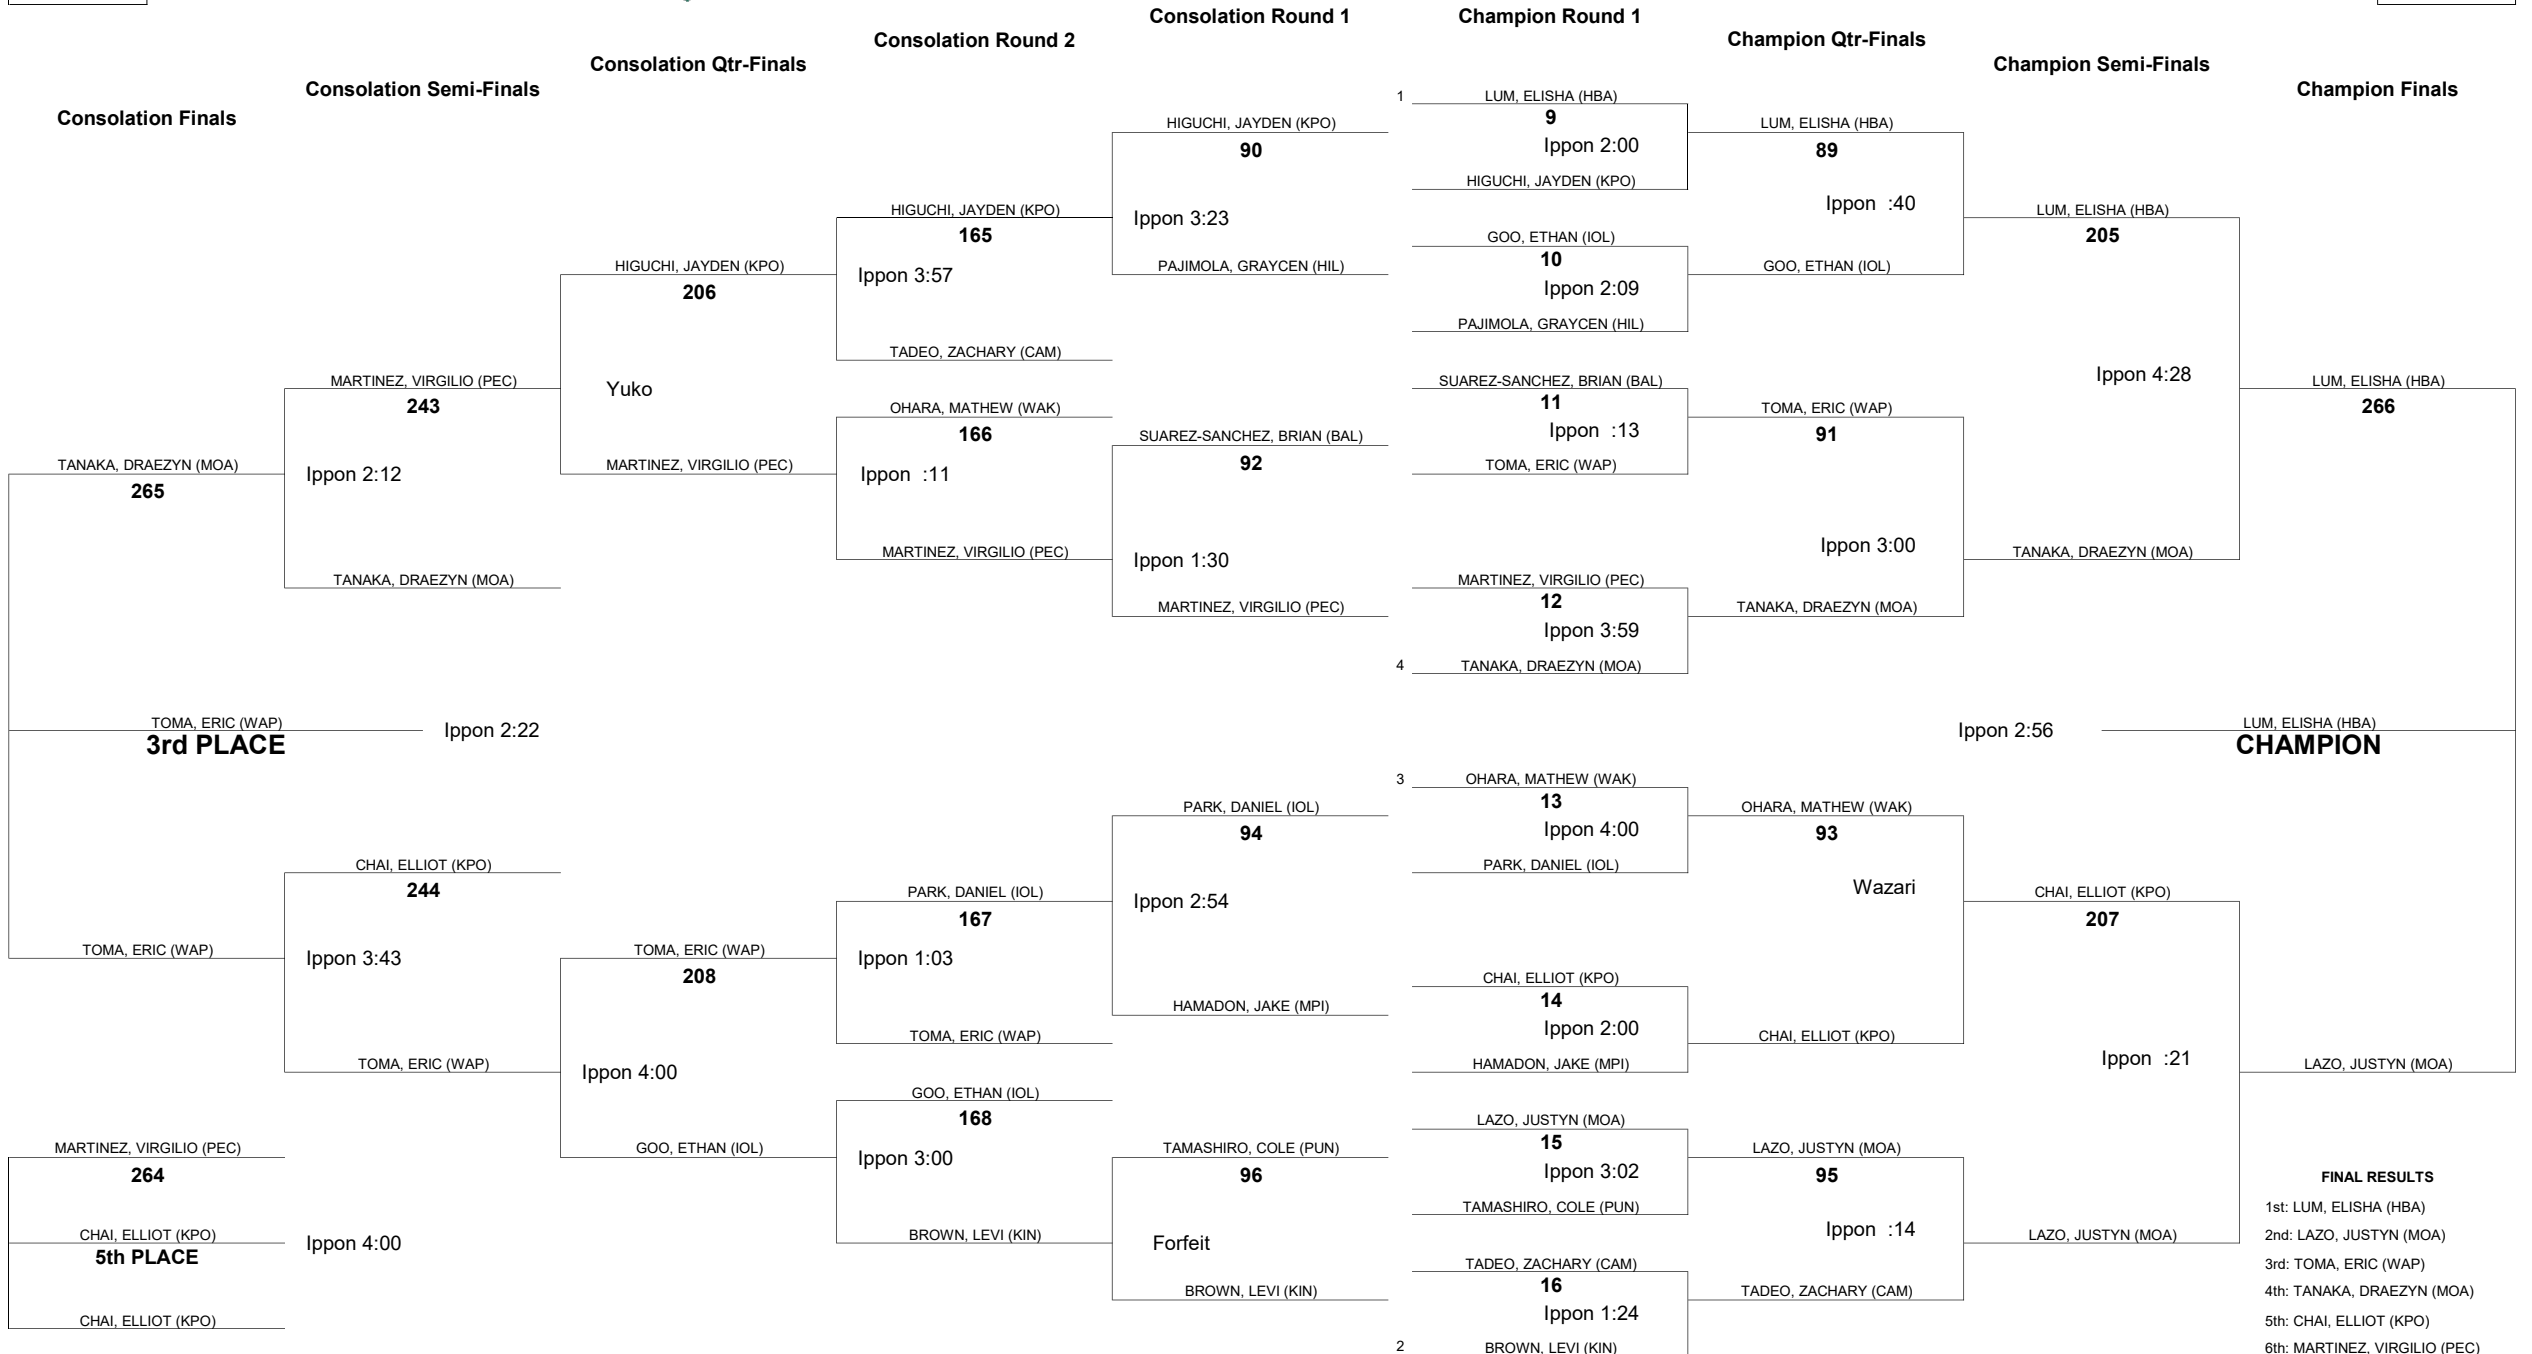 Consolation Finals
Consolation Semi-Finals
Consolation Qtr-Finals
Consolation Round 2
Consolation Round 1
Champion Round 1
Champion Qtr-Finals
Champion Semi-Finals
Champion Finals
TANAKA, DRAEZYN (MOA)
265
TOMA, ERIC (WAP)
3rd PLACE
Ippon 2:22
TOMA, ERIC (WAP)
MARTINEZ, VIRGILIO (PEC)
264
CHAI, ELLIOT (KPO)
5th PLACE
Ippon 4:00
CHAI, ELLIOT (KPO)
MARTINEZ, VIRGILIO (PEC)
243
Ippon 2:12
TANAKA, DRAEZYN (MOA)
CHAI, ELLIOT (KPO)
244
Ippon 3:43
TOMA, ERIC (WAP)
HIGUCHI, JAYDEN (KPO)
206
Yuko
MARTINEZ, VIRGILIO (PEC)
TOMA, ERIC (WAP)
208
Ippon 4:00
GOO, ETHAN (IOL)
HIGUCHI, JAYDEN (KPO)
165
Ippon 3:57
TADEO, ZACHARY (CAM)
OHARA, MATHEW (WAK)
166
Ippon :11
MARTINEZ, VIRGILIO (PEC)
PARK, DANIEL (IOL)
167
Ippon 1:03
TOMA, ERIC (WAP)
GOO, ETHAN (IOL)
168
Ippon 3:00
BROWN, LEVI (KIN)
HIGUCHI, JAYDEN (KPO)
90
Ippon 3:23
PAJIMOLA, GRAYCEN (HIL)
SUAREZ-SANCHEZ, BRIAN (BAL)
92
Ippon 1:30
MARTINEZ, VIRGILIO (PEC)
PARK, DANIEL (IOL)
94
Ippon 2:54
HAMADON, JAKE (MPI)
TAMASHIRO, COLE (PUN)
96
Forfeit
BROWN, LEVI (KIN)
1 LUM, ELISHA (HBA)
9
Ippon 2:00
HIGUCHI, JAYDEN (KPO)
GOO, ETHAN (IOL)
10
Ippon 2:09
PAJIMOLA, GRAYCEN (HIL)
SUAREZ-SANCHEZ, BRIAN (BAL)
11
Ippon :13
TOMA, ERIC (WAP)
MARTINEZ, VIRGILIO (PEC)
12
Ippon 3:59
4 TANAKA, DRAEZYN (MOA)
3 OHARA, MATHEW (WAK)
13
Ippon 4:00
PARK, DANIEL (IOL)
CHAI, ELLIOT (KPO)
14
Ippon 2:00
HAMADON, JAKE (MPI)
LAZO, JUSTYN (MOA)
15
Ippon 3:02
TAMASHIRO, COLE (PUN)
TADEO, ZACHARY (CAM)
16
Ippon 1:24
2 BROWN, LEVI (KIN)
LUM, ELISHA (HBA)
89
Ippon :40
GOO, ETHAN (IOL)
TOMA, ERIC (WAP)
91
Ippon 3:00
TANAKA, DRAEZYN (MOA)
OHARA, MATHEW (WAK)
93
Wazari
CHAI, ELLIOT (KPO)
LAZO, JUSTYN (MOA)
95
Ippon :14
TADEO, ZACHARY (CAM)
LUM, ELISHA (HBA)
205
Ippon 4:28
TANAKA, DRAEZYN (MOA)
CHAI, ELLIOT (KPO)
207
Ippon :21
LAZO, JUSTYN (MOA)
LUM, ELISHA (HBA)
266
Ippon 2:56
LUM, ELISHA (HBA)
CHAMPION
LAZO, JUSTYN (MOA)
FINAL RESULTS
1st: LUM, ELISHA (HBA)
2nd: LAZO, JUSTYN (MOA)
3rd: TOMA, ERIC (WAP)
4th: TANAKA, DRAEZYN (MOA)
5th: CHAI, ELLIOT (KPO)
6th: MARTINEZ, VIRGILIO (PEC)